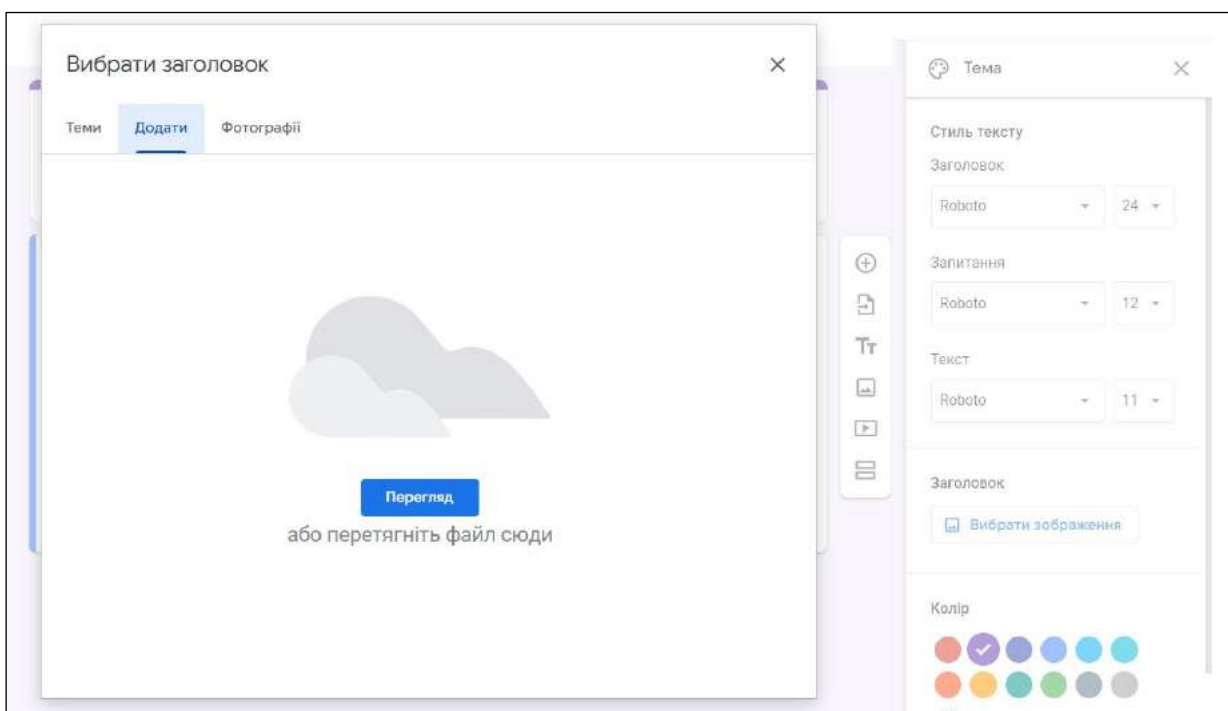 Вибрати заголовок
Теми Додати Фотографії
Перегляд
або перетягніть файл сюди
Тт
Тема
Стиль тексту
Заголовок
Roboto 24
Запитання
Roboto 12
Текст
Roboto 11
Заголовок
Вибрати зображення
Колір